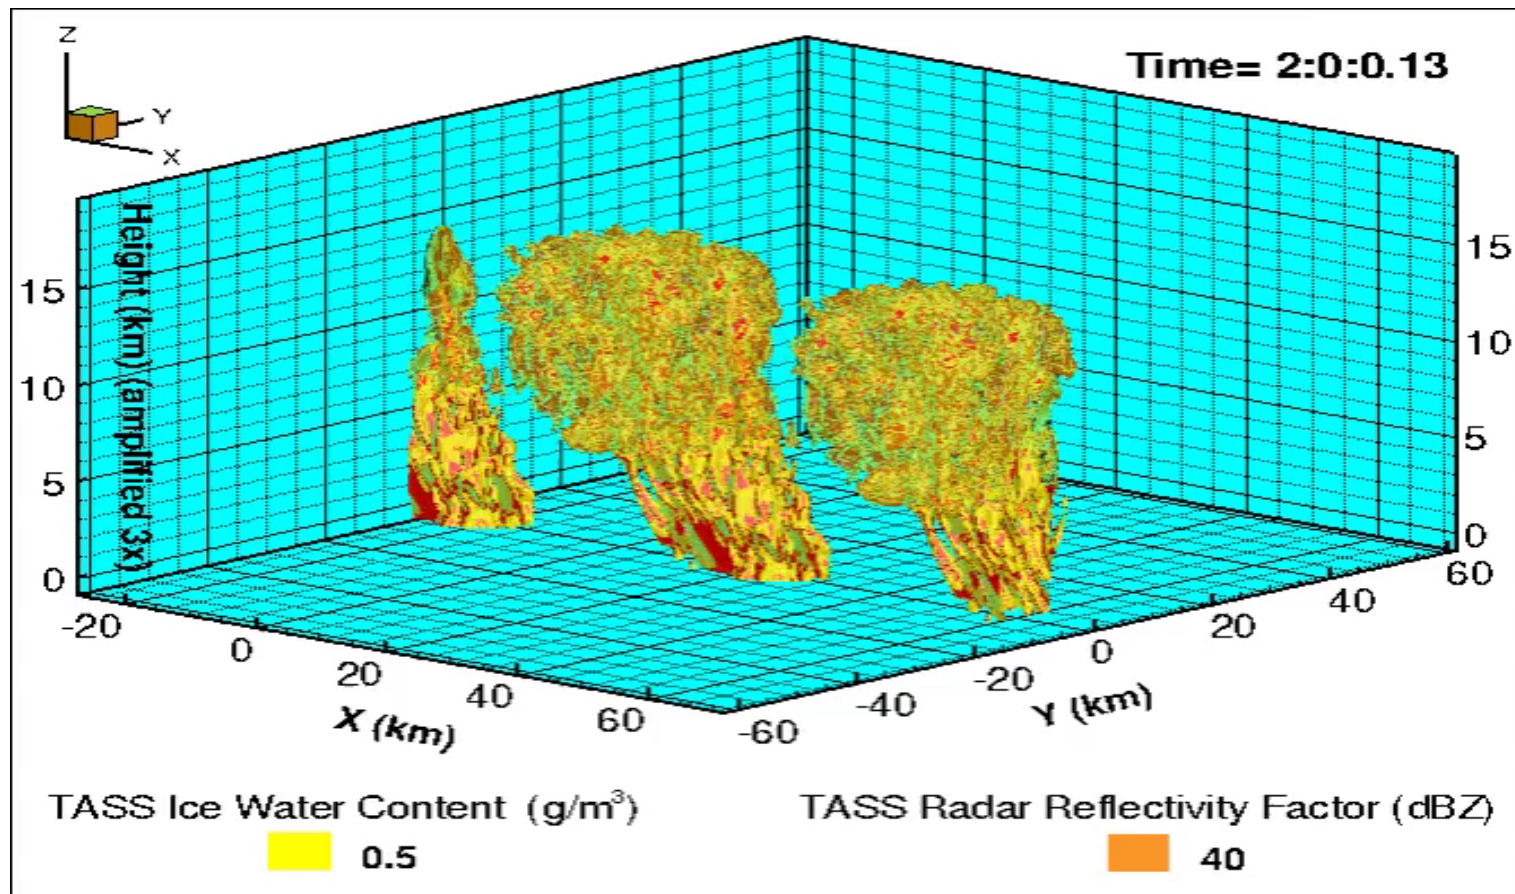 Z
Y
X
Time= 2:0:0.13
Height (km) (amplified 3x)
15
10
5
0
15
10
5
0
-20
0
20
40
60
X (km)
-60
-40
-20
0
20
40
60
Y (km)
TASS Ice Water Content (g/m³)
0.5
TASS Radar Reflectivity Factor (dBZ)
40